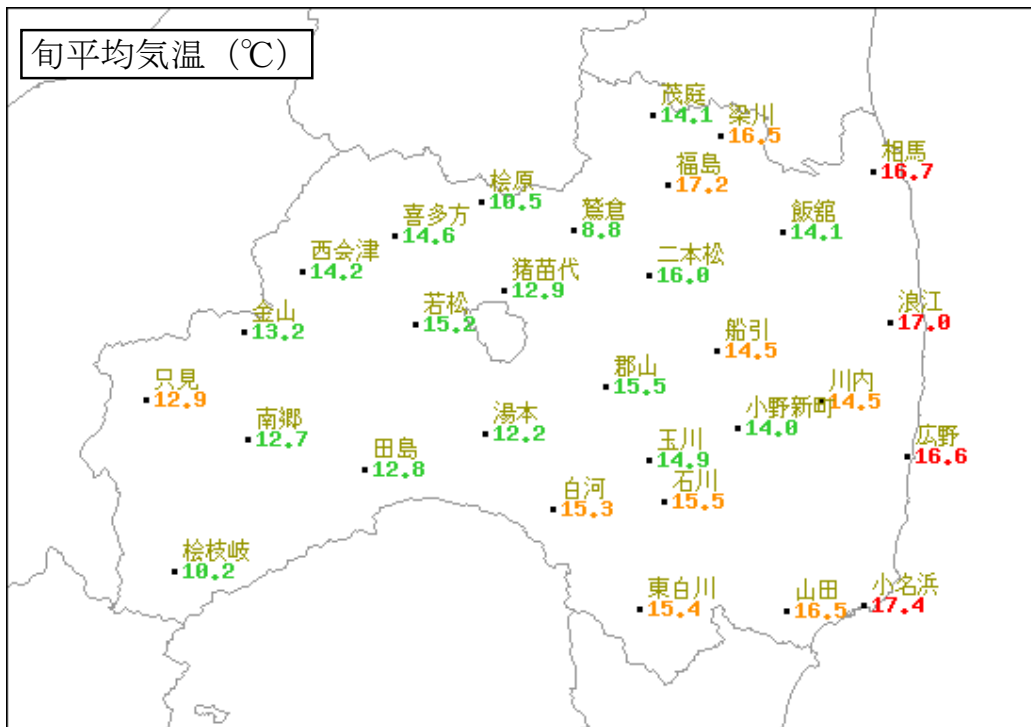 旬平均気温（℃）
茂庭
14.1
梁川
16.5
相馬
16.7
福島
17.2
桧原
10.5
鷲倉
8.8
飯舘
14.1
喜多方
14.6
西会津
14.2
二本松
16.0
猪苗代
12.9
金山
13.2
若松
15.2
浪江
17.0
船引
14.5
郡山
15.5
只見
12.9
川内
14.5
小野新町
14.0
南郷
12.7
湯本
12.2
田島
12.8
玉川
14.9
広野
16.6
石川
15.5
白河
15.3
桧枝岐
10.2
東白川
15.4
山田
16.5
小名浜
17.4